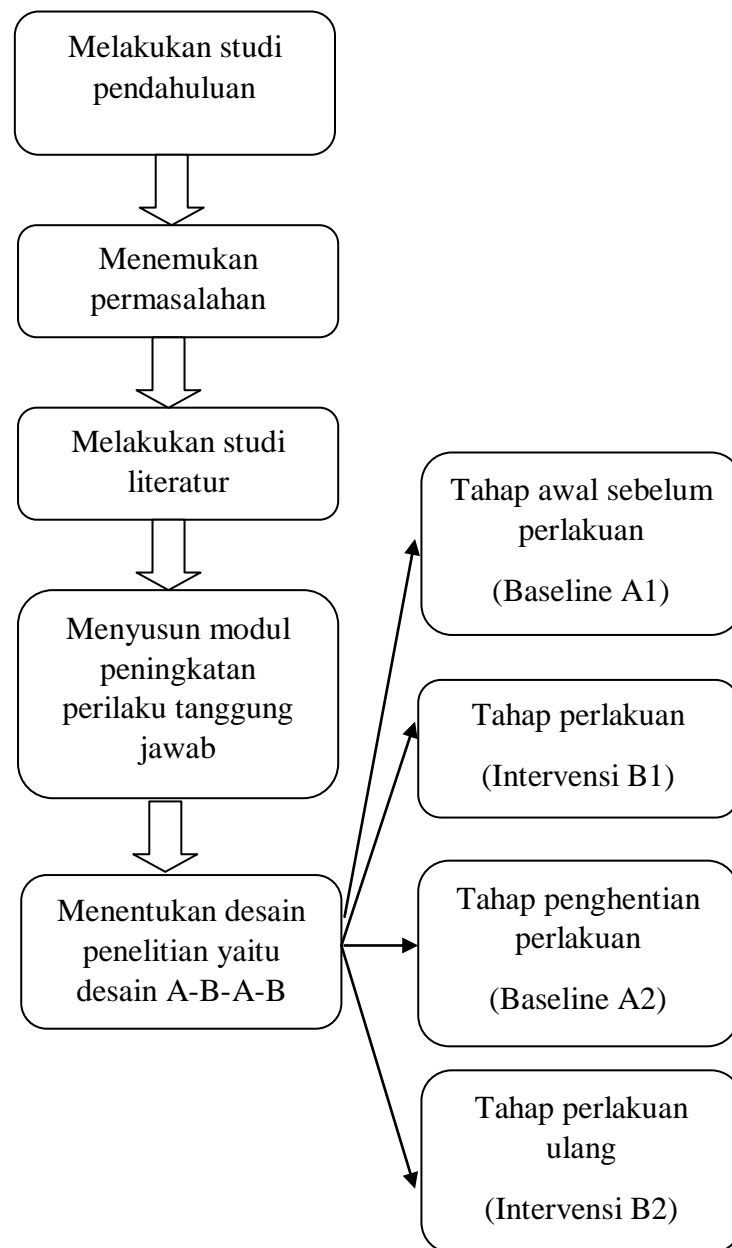 Melakukan studi
pendahuluan
Menemukan
permasalahan
Melakukan studi
literatur
Menyusun modul
peningkatan
perilaku tanggung
jawab
Menentukan desain
penelitian yaitu
desain A-B-A-B
Tahap awal sebelum
perlakuan
(Baseline A1)
Tahap perlakuan
(Intervensi B1)
Tahap penghentian
perlakuan
(Baseline A2)
Tahap perlakuan
ulang
(Intervensi B2)